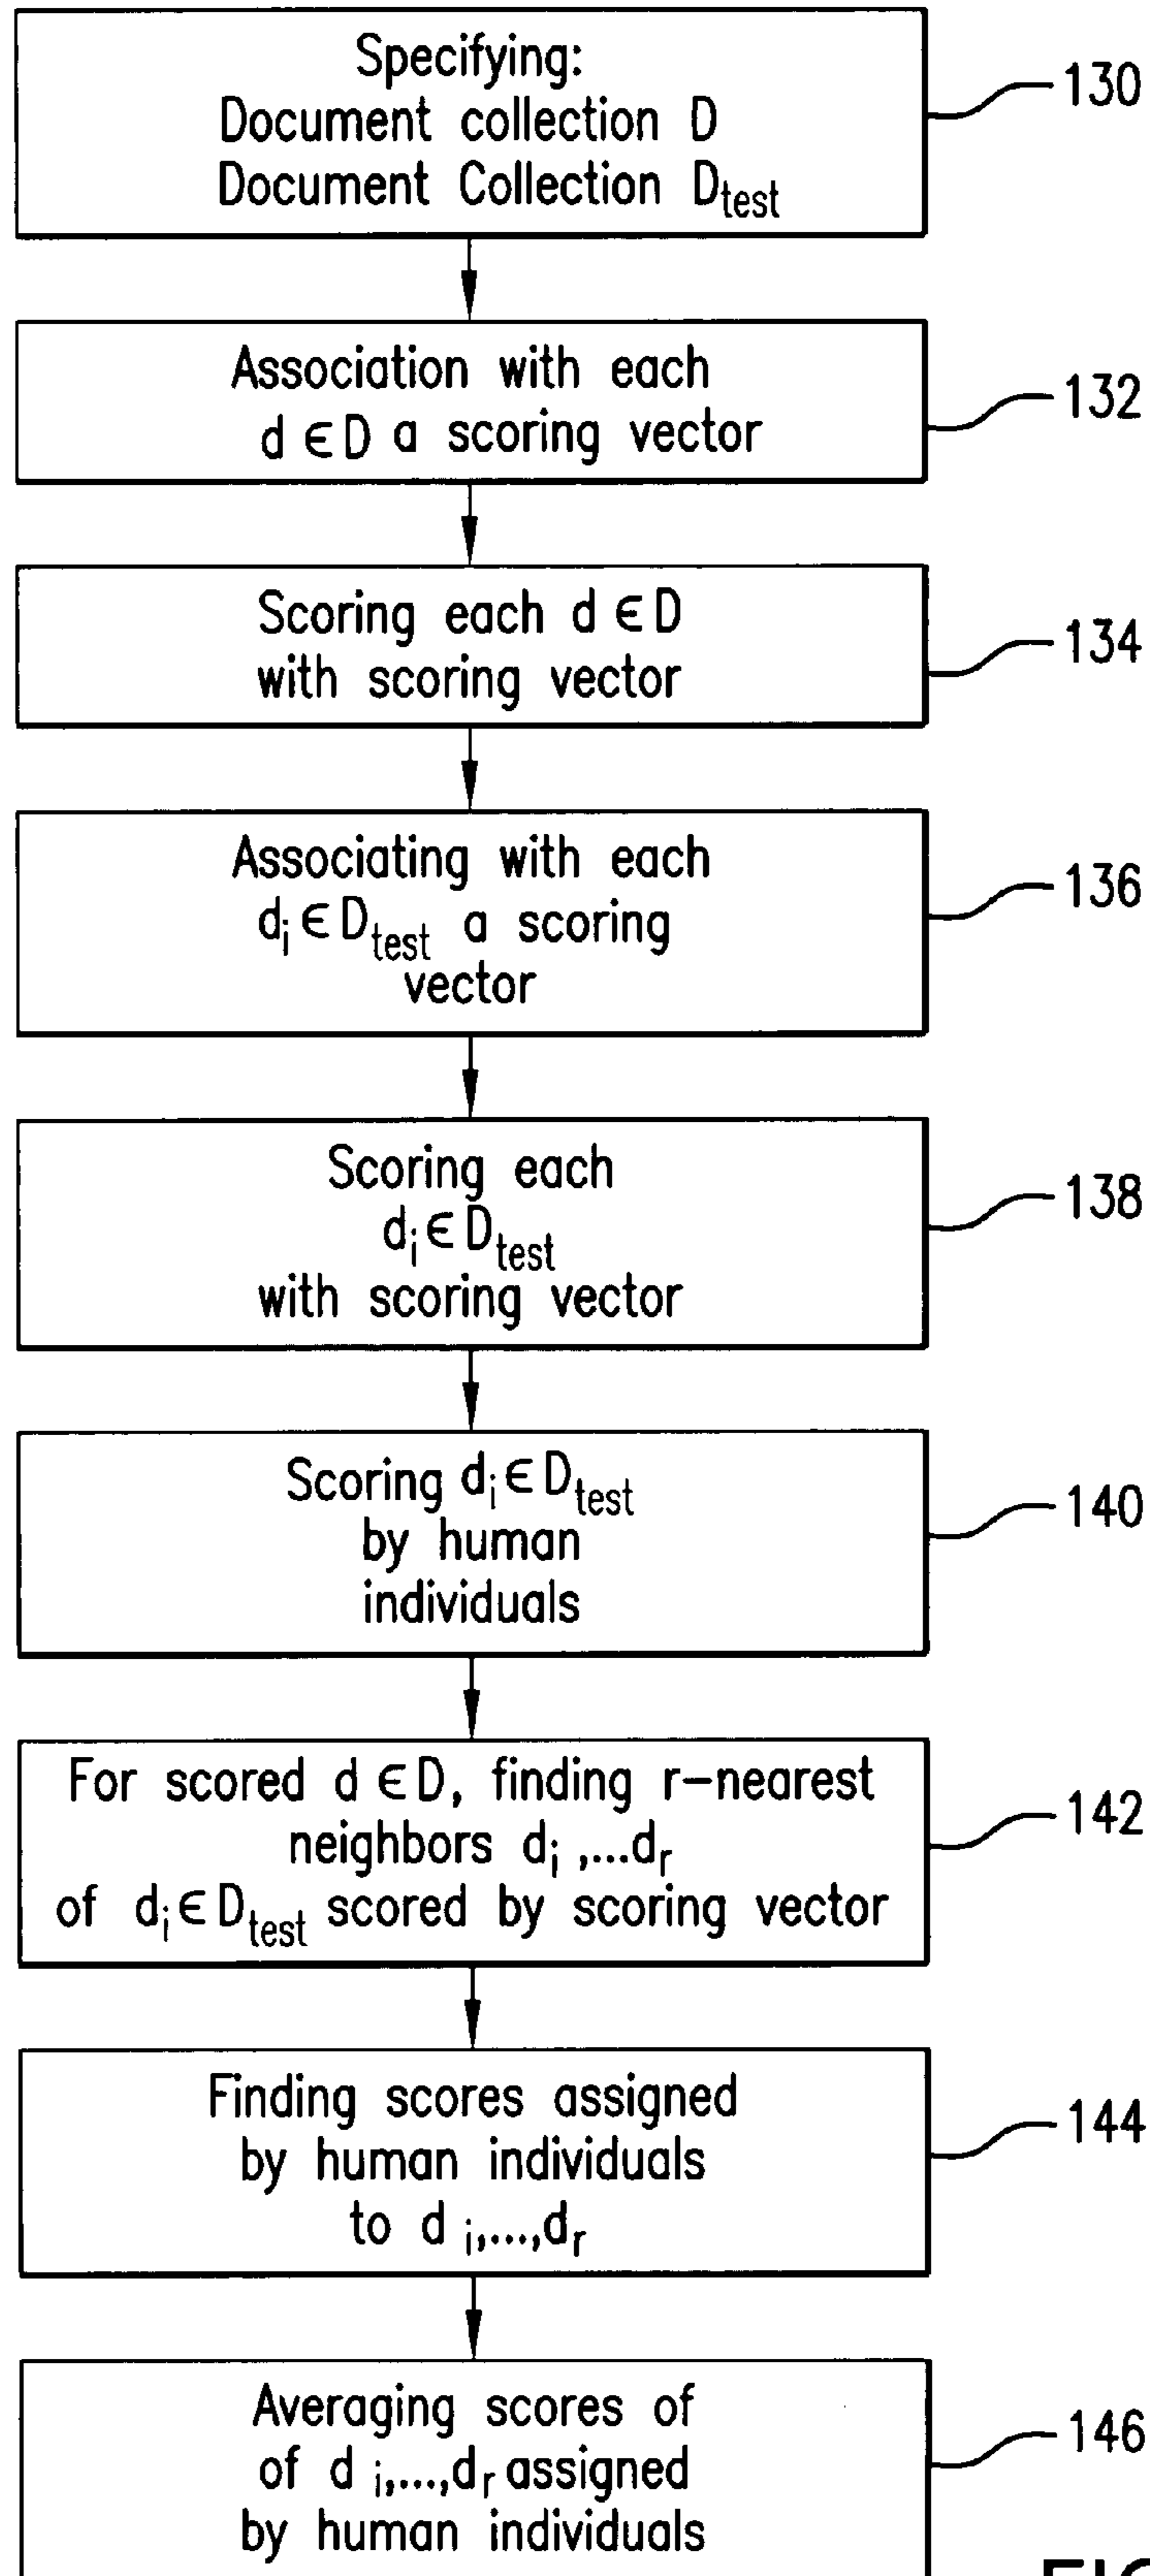 Specifying:
Document collection D
Document Collection Dtest
130
Association with each
d ∈ D a scoring vector
132
Scoring each d ∈ D
with scoring vector
134
Associating with each
di ∈ Dtest a scoring
vector
136
Scoring each
di ∈ Dtest
with scoring vector
138
Scoring di ∈ Dtest
by human
individuals
140
For scored d ∈ D, finding r-nearest
neighbors di ,...dr
of di ∈ Dtest scored by scoring vector
142
Finding scores assigned
by human individuals
to d i,...,dr
144
Averaging scores of
of d i,...,dr assigned
by human individuals
146